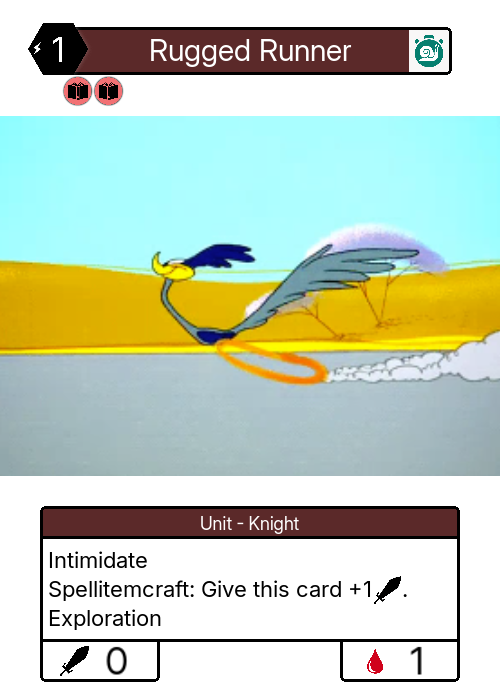 1
Rugged Runner
Unit - Knight
Intimidate
Spellitemcraft: Give this card +1.
Exploration
0
1